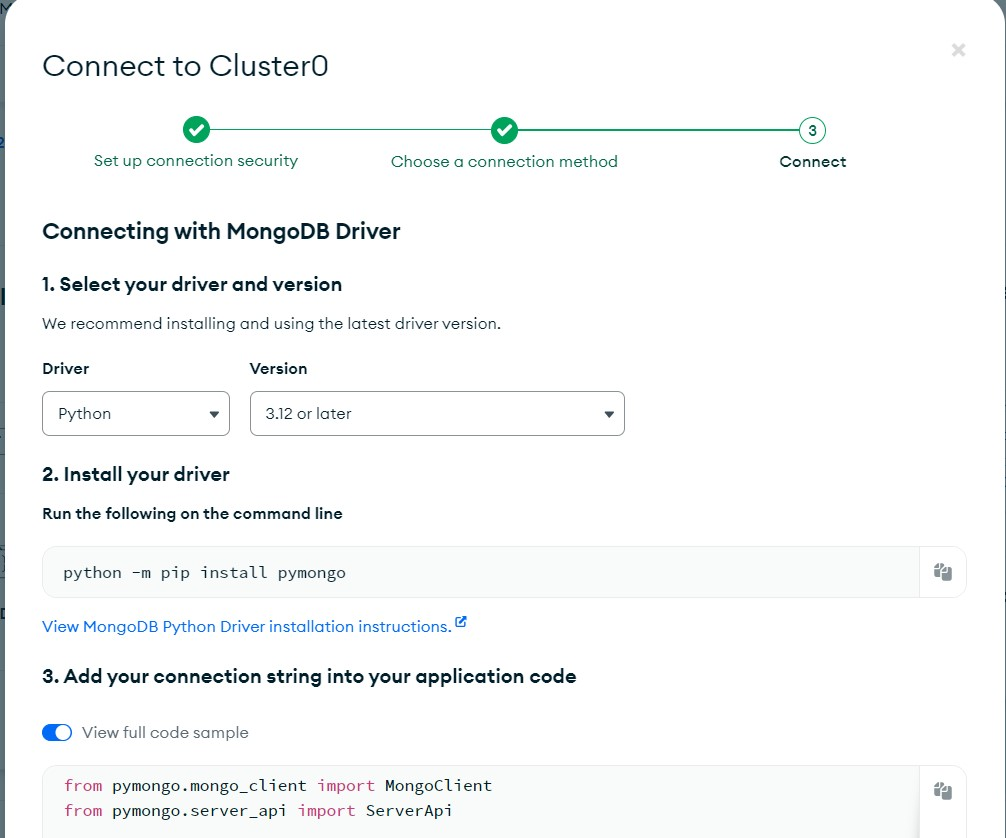 Connect to Cluster0
3
Set up connection security
Choose a connection method
Connect
Connecting with MongoDB Driver
1. Select your driver and version
We recommend installing and using the latest driver version.
Driver
Version
Python
3.12 or later
2. Install your driver
Run the following on the command line
python -m pip install pymongo
View MongoDB Python Driver installation instructions.
3. Add your connection string into your application code
View full code sample
from pymongo.mongo_client import MongoClient
from pymongo.server_api import ServerApi